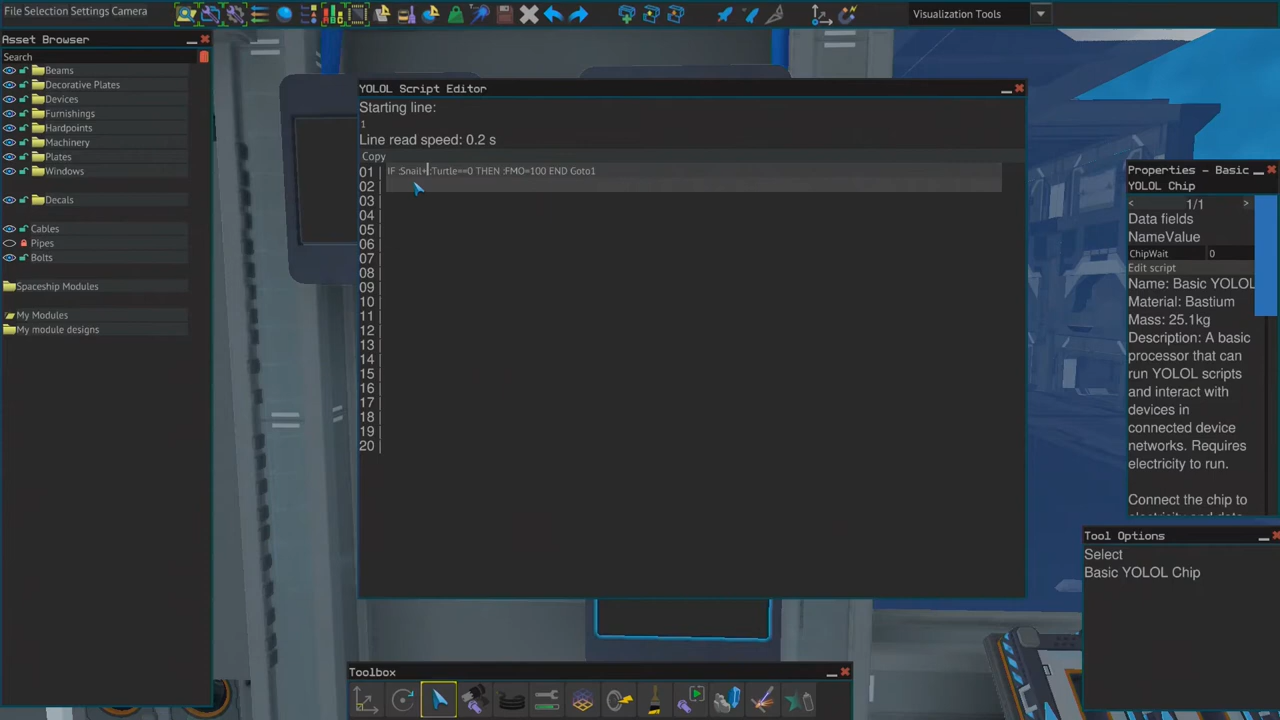 File Selection Settings Camera
Visualization Tools
Asset Browser
Search
Beams
Decorative Plates
Devices
Furnishings
Hardpoints
Machinery
Plates
Windows
Decals
Cables
Pipes
Bolts
Spaceship Modules
My Modules
My module designs
YOLOL Script Editor
Starting line:
1
Line read speed: 0.2 s
Copy
01 | IF :Snail+:Turtle==0 THEN :FMO=100 END Goto1
02 |
03 |
04 |
05 |
06 |
07 |
08 |
09 |
10 |
11 |
12 |
13 |
14 |
15 |
16 |
17 |
18 |
19 |
20 |
Properties - Basic
YOLOL Chip
< 1/1 >
Data fields
NameValue
ChipWait 0
Edit script
Name: Basic YOLOL
Material: Bastium
Mass: 25.1kg
Description: A basic
processor that can
run YOLOL scripts
and interact with
devices in
connected device
networks. Requires
electricity to run.
Connect the chip to
electricity and data
Tool Options
Select
Basic YOLOL Chip
Toolbox